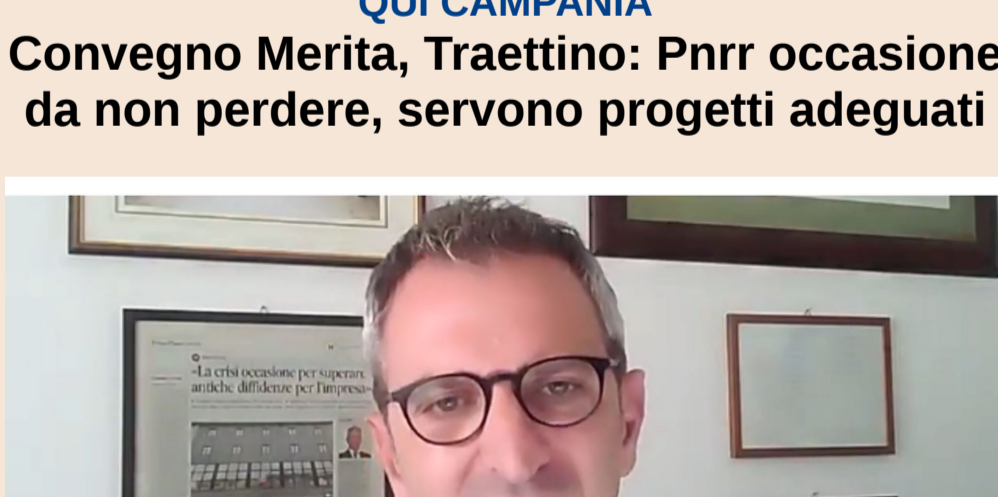 QUI CAMPANIA
Convegno Merita, Traettino: Pnrr occasione
da non perdere, servono progetti adeguati
«La crisi occasione per superare
antiche diffidenze per l'impresa»